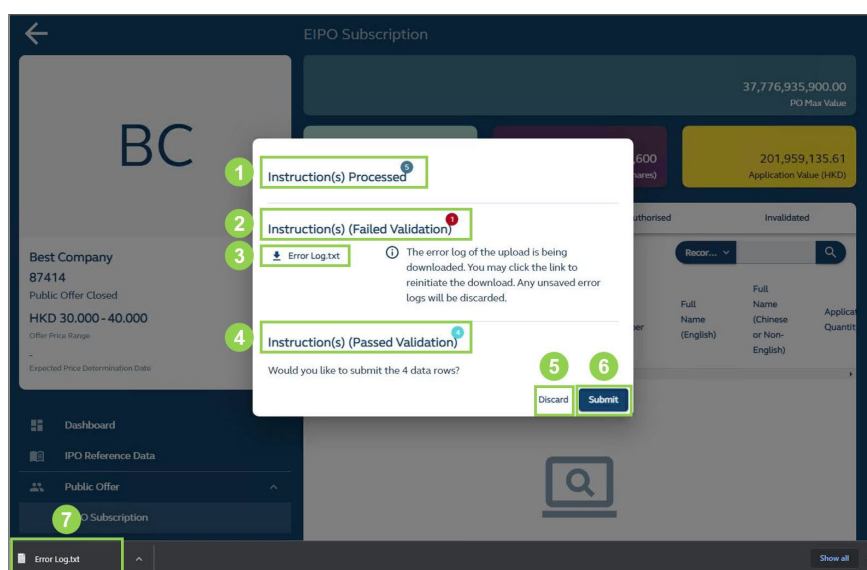 EIPO Subscription
37,776,935,900.00
PO Max Value
BC
,600
hares)
201,959,135.61
Application Value (HKD)
1
Instruction(s) Processed
5
2
Instruction(s) (Failed Validation)
1
3
Error Log.txt
The error log of the upload is being
downloaded. You may click the link to
reinitiate the download. Any unsaved error
logs will be discarded.
4
Instruction(s) (Passed Validation)
4
Would you like to submit the 4 data rows?
5
6
Discard
Submit
uthorised
Invalidated
Recor...
Full
Name
(English)
Full
Name
(Chinese
or Non-
English)
Applicat
Quantit
Best Company
87414
Public Offer Closed
HKD 30.000 - 40.000
Offer Price Range
-
Expected Price Determination Date
Dashboard
IPO Reference Data
Public Offer
7
O Subscription
Error Log.txt
Show all